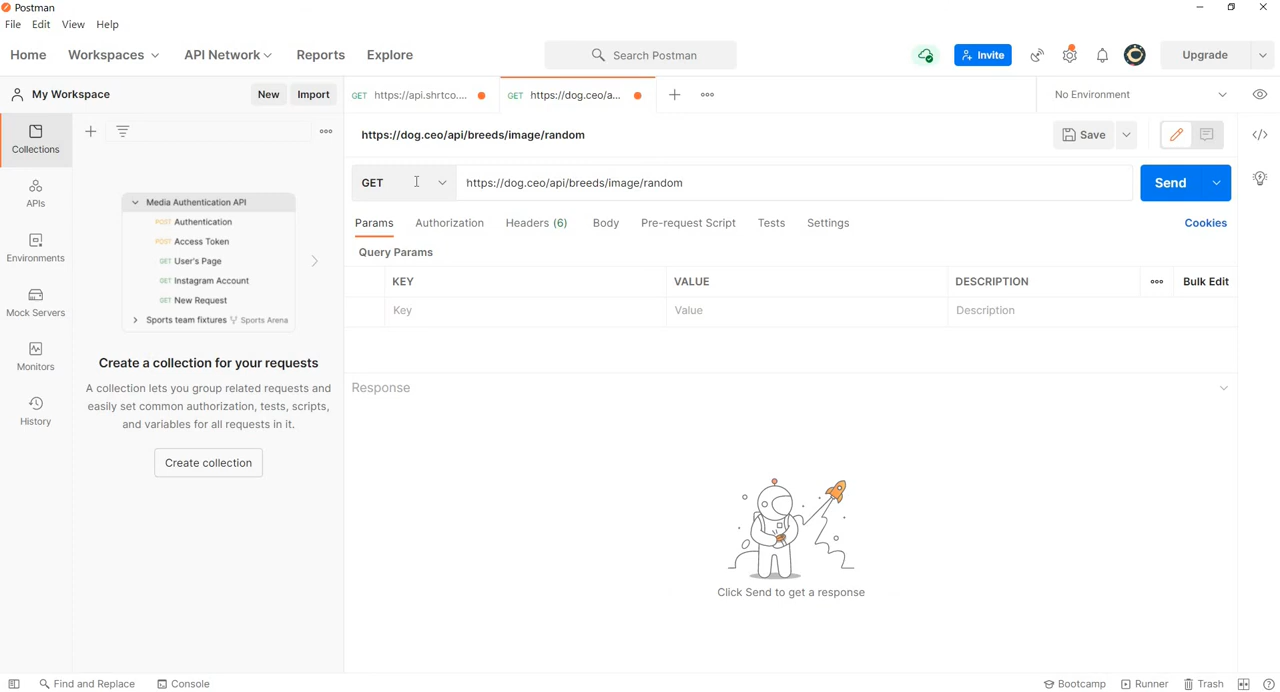 Postman
File Edit View Help
Home Workspaces API Network Reports Explore Search Postman Invite Upgrade
My Workspace New Import GET https://api.shrtco.... GET https://dog.ceo/a... No Environment
Collections
https://dog.ceo/api/breeds/image/random Save
GET https://dog.ceo/api/breeds/image/random Send
APIs
Params Authorization Headers (6) Body Pre-request Script Tests Settings Cookies
Query Params
KEY VALUE DESCRIPTION Bulk Edit
Key Value Description
Media Authentication API
POST Authentication
POST Access Token
GET User's Page
GET Instagram Account
GET New Request
Sports team fixtures Sports Arena
Environments
Mock Servers
Monitors
History
Create a collection for your requests
A collection lets you group related requests and
easily set common authorization, tests, scripts,
and variables for all requests in it.
Create collection
Response
Click Send to get a response
Find and Replace Console Bootcamp Runner Trash